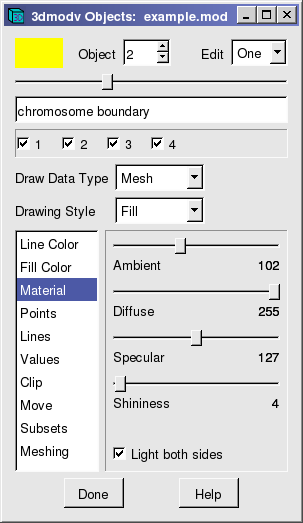 3dmodv Objects: example.mod
Object 2 Edit One
chromosome boundary
1 2 3 4
Draw Data Type Mesh
Drawing Style Fill
Line Color
Fill Color
Material
Points
Lines
Values
Clip
Move
Subsets
Meshing
Ambient 102
Diffuse 255
Specular 127
Shininess 4
Light both sides
Done Help